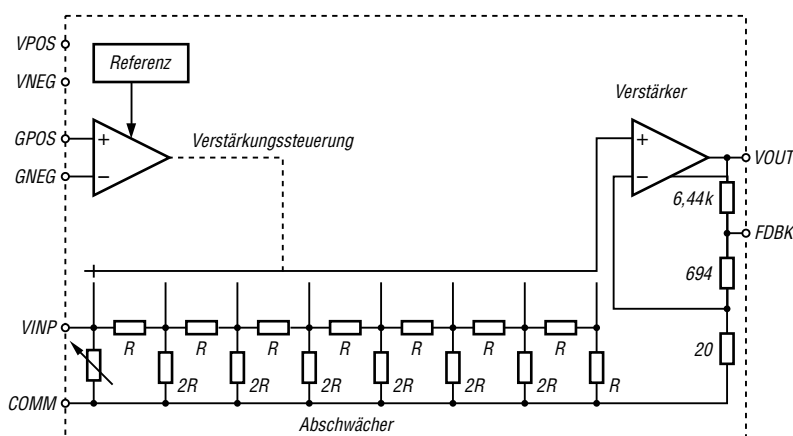 VPOS
Referenz
VNEG
Verstärker
GPOS
+
Verstärkungssteuerung
+
VOUT
GNEG
−
−
6,44k
FDBK
694
VINP
R R R R R R R
20
2R 2R 2R 2R 2R 2R R
COMM
Abschwächer